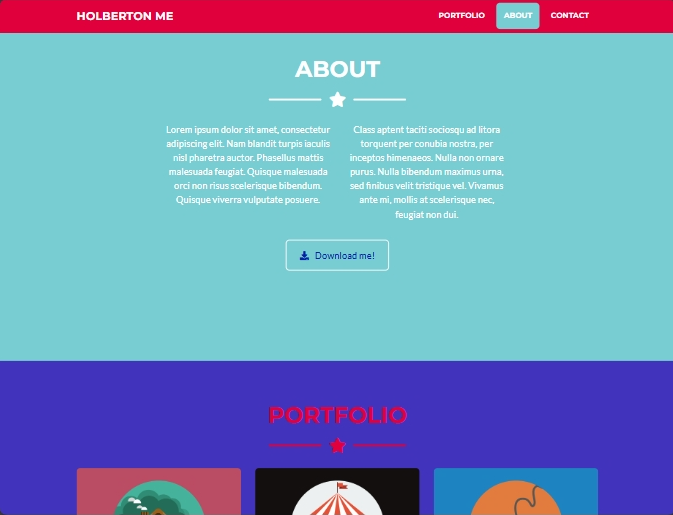 HOLBERTON ME
PORTFOLIO
ABOUT
CONTACT
ABOUT
Lorem ipsum dolor sit amet, consectetur
adipiscing elit. Nam blandit turpis iaculis
nisl pharetra auctor. Phasellus mattis
malesuada feugiat. Quisque malesuada
orci non risus scelerisque bibendum.
Quisque viverra vulputate posuere.
Class aptent taciti sociosqu ad litora
torquent per conubia nostra, per
inceptos himenaeos. Nulla non ornare
purus. Nulla bibendum maximus urna,
sed finibus velit tristique vel. Vivamus
ante mi, mollis at scelerisque nec,
feugiat non dui.
Download me!
PORTFOLIO